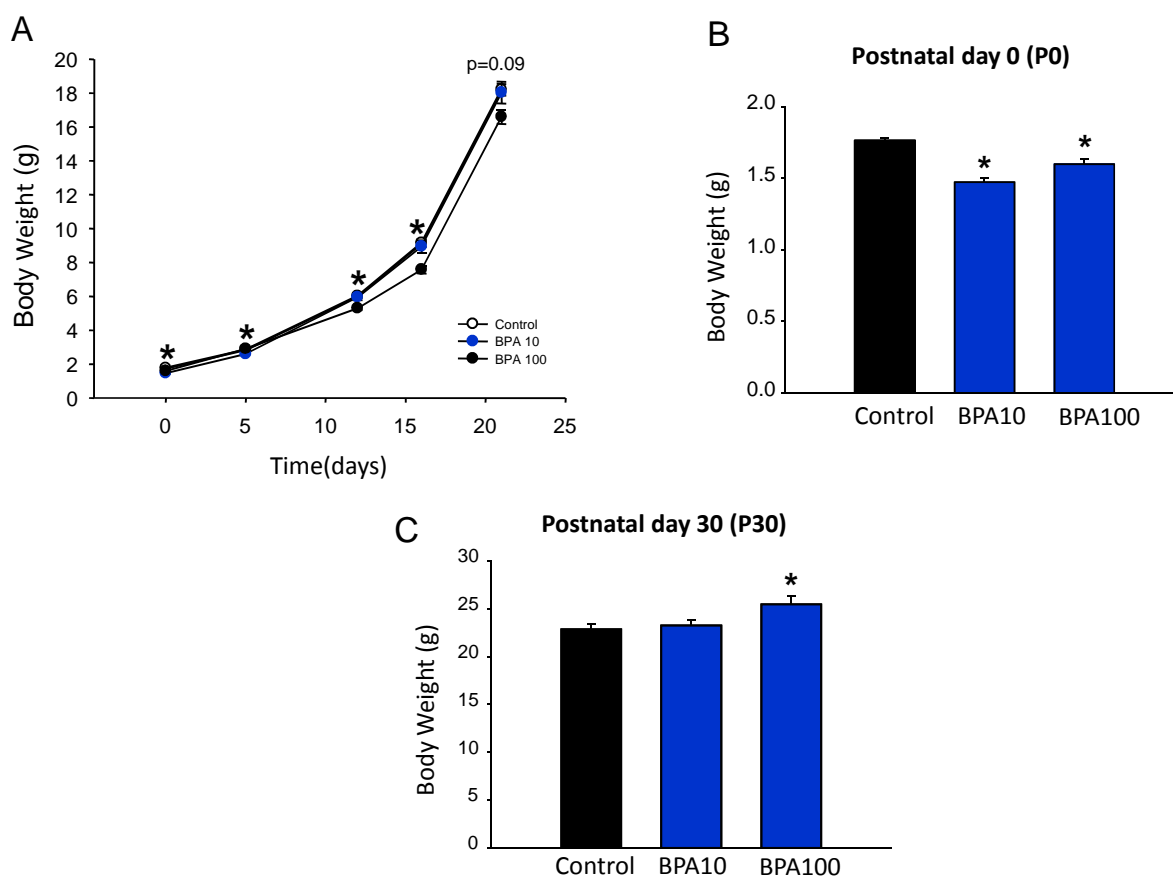 A
20
18
16
14
12
10
8
6
4
2
0
Body Weight (g)
p=0.09
*
*
*
*
Control
BPA 10
BPA 100
0 5 10 15 20 25
Time(days)
B
Postnatal day 0 (P0)
2.0
1.5
1.0
0.5
0.0
Body Weight (g)
*
*
Control BPA10 BPA100
C
Postnatal day 30 (P30)
30
25
20
15
10
5
0
Body Weight (g)
*
Control BPA10 BPA100